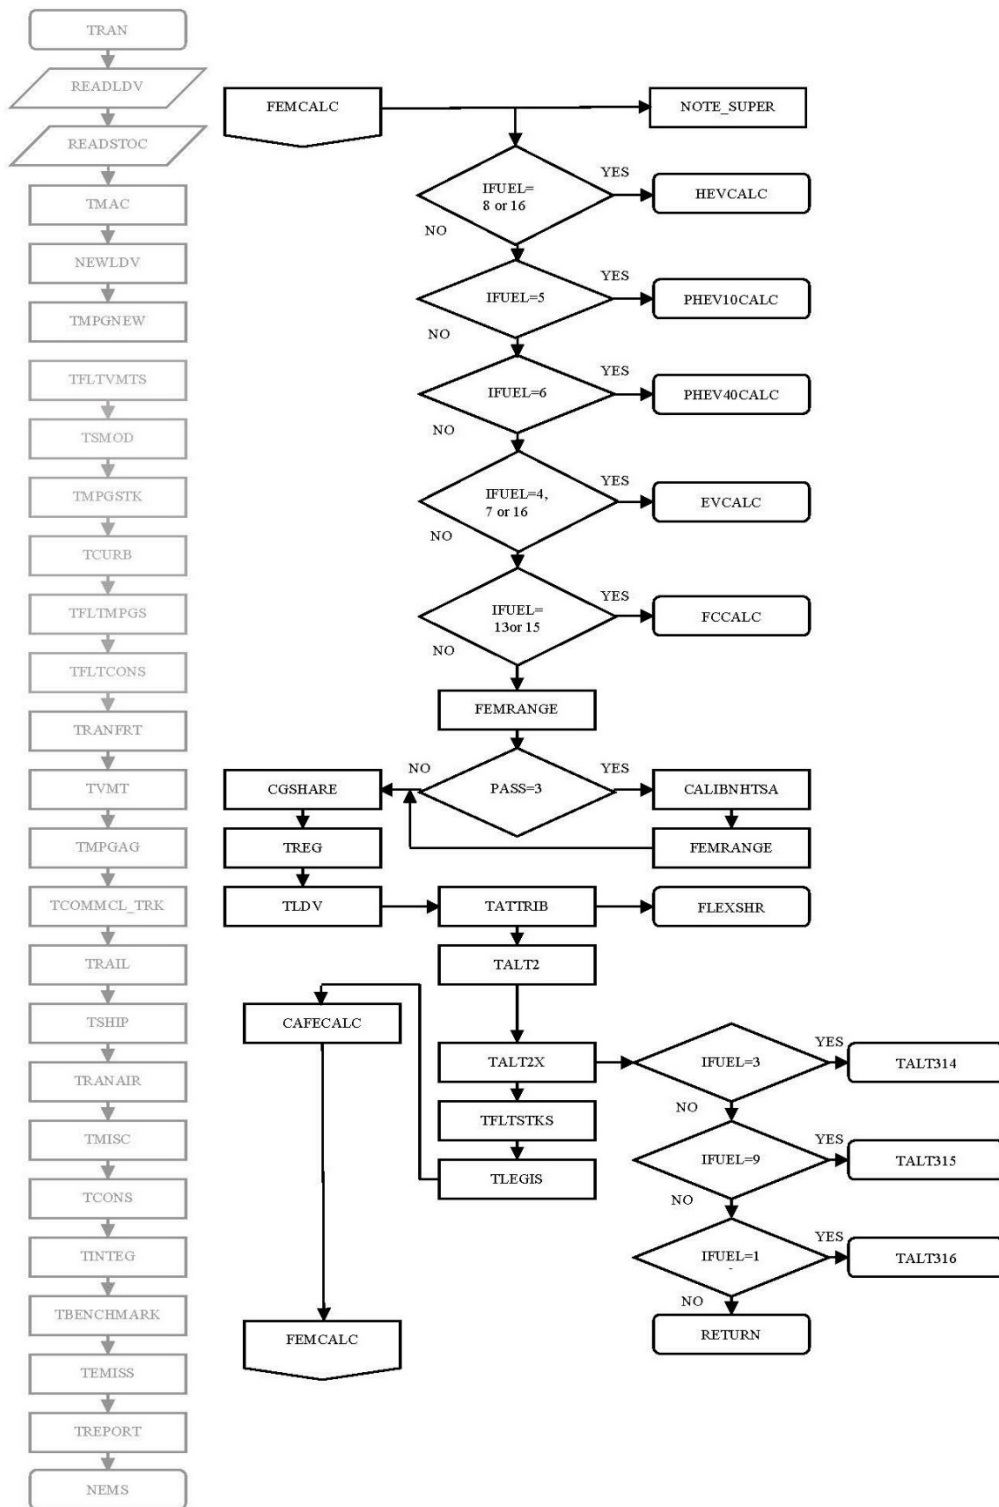 TRAN
READLDV
READSTOC
TMAC
NEWLDV
TMPGNEW
TFLTVMTS
TSMOD
TMPGSTK
TCURB
TFLTMPGS
TFLTCONS
TRANFRT
TVMT
TMPGAG
TCOMMCL_TRK
TRAIL
TSHIP
TRANAIR
TMISC
TCONS
TINTEG
TBENCHMARK
TEMISS
TREPORT
NEMS
FEMCALC
NOTE_SUPER
IFUEL=
8 or 16
YES
HEVCALC
NO
IFUEL=5
YES
PHEV10CALC
NO
IFUEL=6
YES
PHEV40CALC
NO
IFUEL=4,
7 or 16
YES
EVCALC
NO
IFUEL=
13or 15
YES
FCCALC
NO
FEMRANGE
PASS=3
NO
YES
CGSHARE
CALIBNHTSA
TREG
FEMRANGE
TLDV
TATTRIB
FLEXSHR
TALT2
CAFECALC
TALT2X
IFUEL=3
YES
TALT314
NO
TFLTSTKS
IFUEL=9
YES
TALT315
TLEGIS
NO
IFUEL=1
YES
TALT316
NO
RETURN
FEMCALC